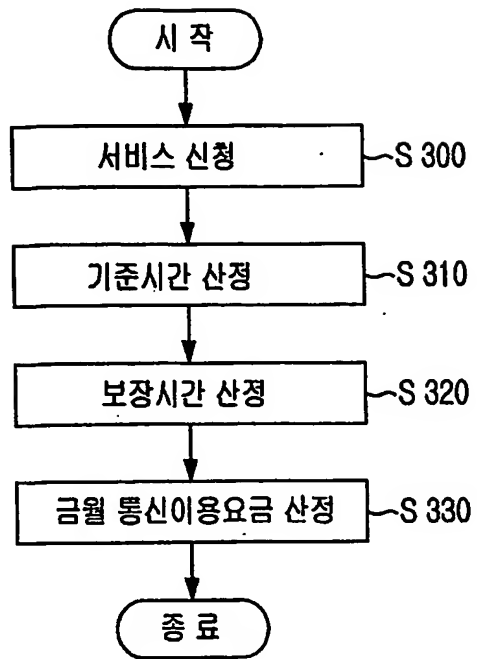 시 작
서비스 신청 S 300
기준시간 산정 S 310
보장시간 산정 S 320
금월 통신이용요금 산정 S 330
종 료